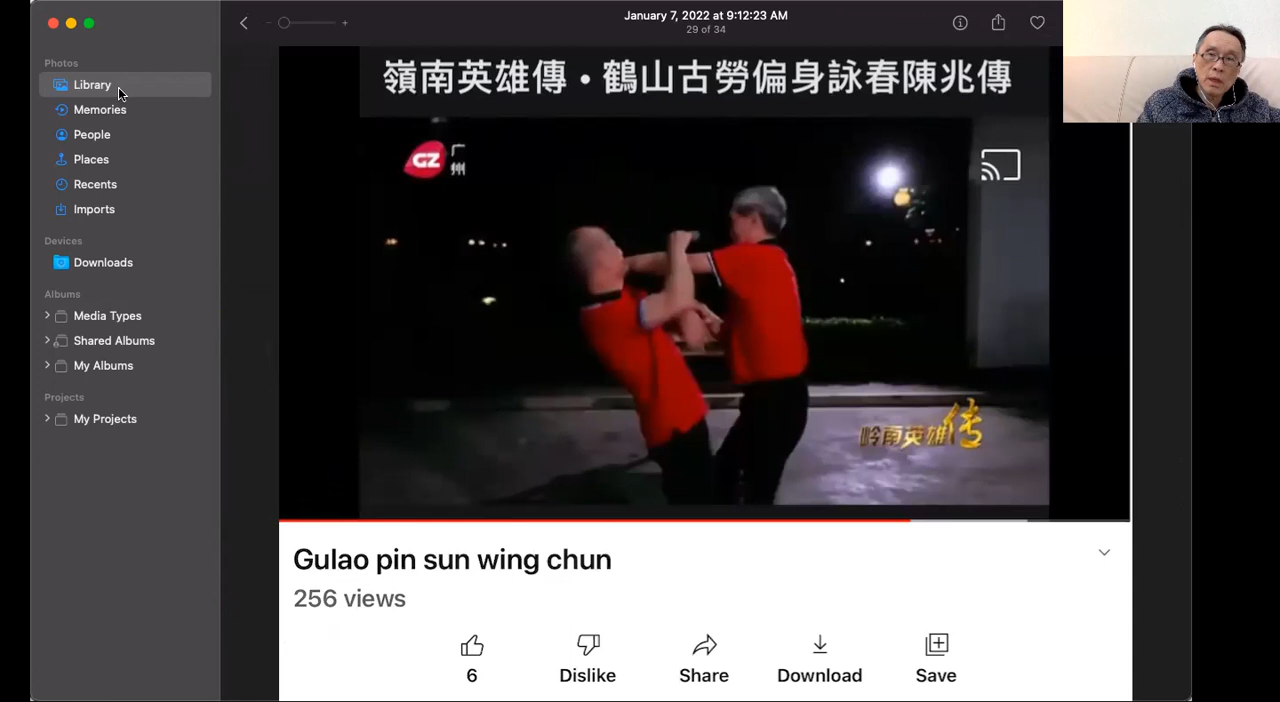 January 7, 2022 at 9:12:23 AM
29 of 34
Photos
Library
Memories
People
Places
Recents
Imports
Devices
Downloads
Albums
Media Types
Shared Albums
My Albums
Projects
My Projects
嶺南英雄傳•鶴山古勞偏身詠春陳兆傳
GZ
广州
岭南英雄传
Gulao pin sun wing chun
256 views
6
Dislike
Share
Download
Save